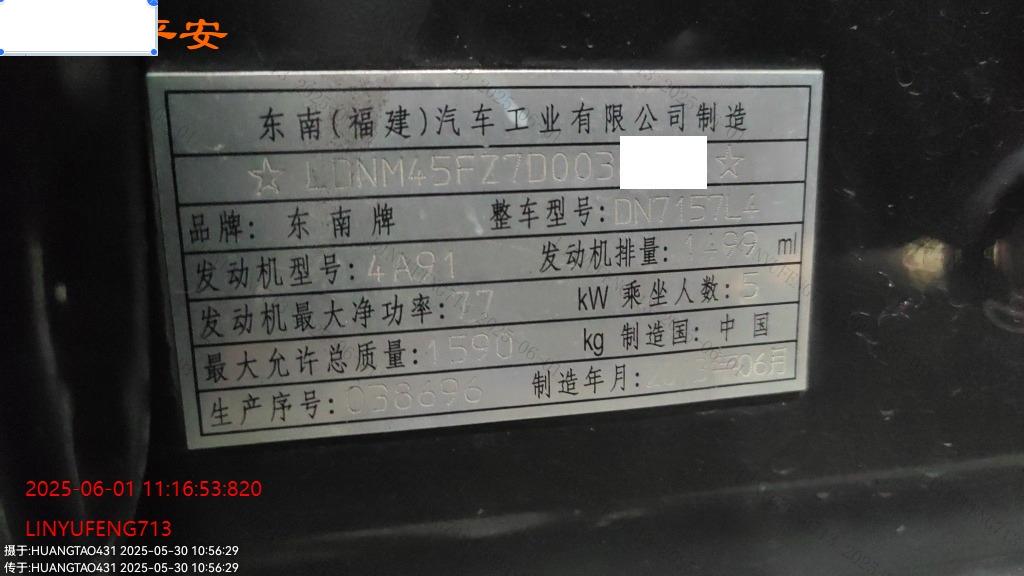 平安
东南(福建)汽车工业有限公司制造
☆ LDNM45FZ7D003 ☆
品牌: 东南牌 整车型号: DN7157L4
发动机型号: 4A91 发动机排量: 1499 ml
发动机最大净功率: 77 kW 乘坐人数: 5
最大允许总质量: 1590 kg 制造国: 中国
生产序号: 038696 制造年月: 06月
2025-06-01 11:16:53:820
LINYUFENG713
摄于:HUANGTAO431 2025-05-30 10:56:29
传于:HUANGTAO431 2025-05-30 10:56:29